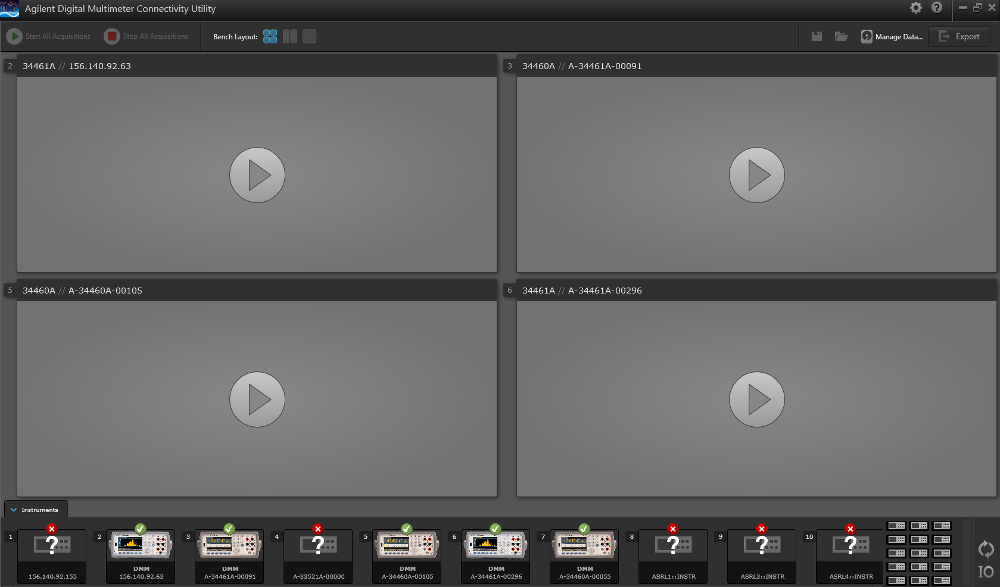 Agilent Digital Multimeter Connectivity Utility
Start All Acquisitions
Stop All Acquisitions
Bench Layout:
Manage Data...
Export
2
34461A // 156.140.92.63
3
34460A // A-34461A-00091
5
34460A // A-34460A-00105
6
34461A // A-34461A-00296
Instruments
1
156.140.92.155
2
DMM
156.140.92.63
3
DMM
A-34461A-00091
4
A-33521A-00000
5
DMM
A-34460A-00105
6
DMM
A-34461A-00296
7
DMM
A-34460A-00055
8
ASRL1::INSTR
9
ASRL3::INSTR
10
ASRL4::INSTR
IO